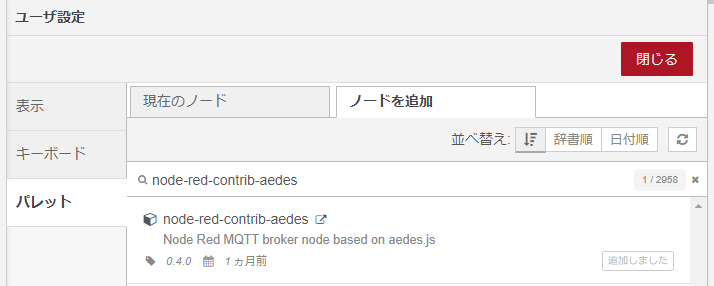 ユーザ設定
閉じる
表示
キーボード
パレット
現在のノード
ノードを追加
並べ替え: 辞書順 日付順
node-red-contrib-aedes 1 / 2958
node-red-contrib-aedes
Node Red MQTT broker node based on aedes.js
0.4.0 1 ヵ月前 追加しました